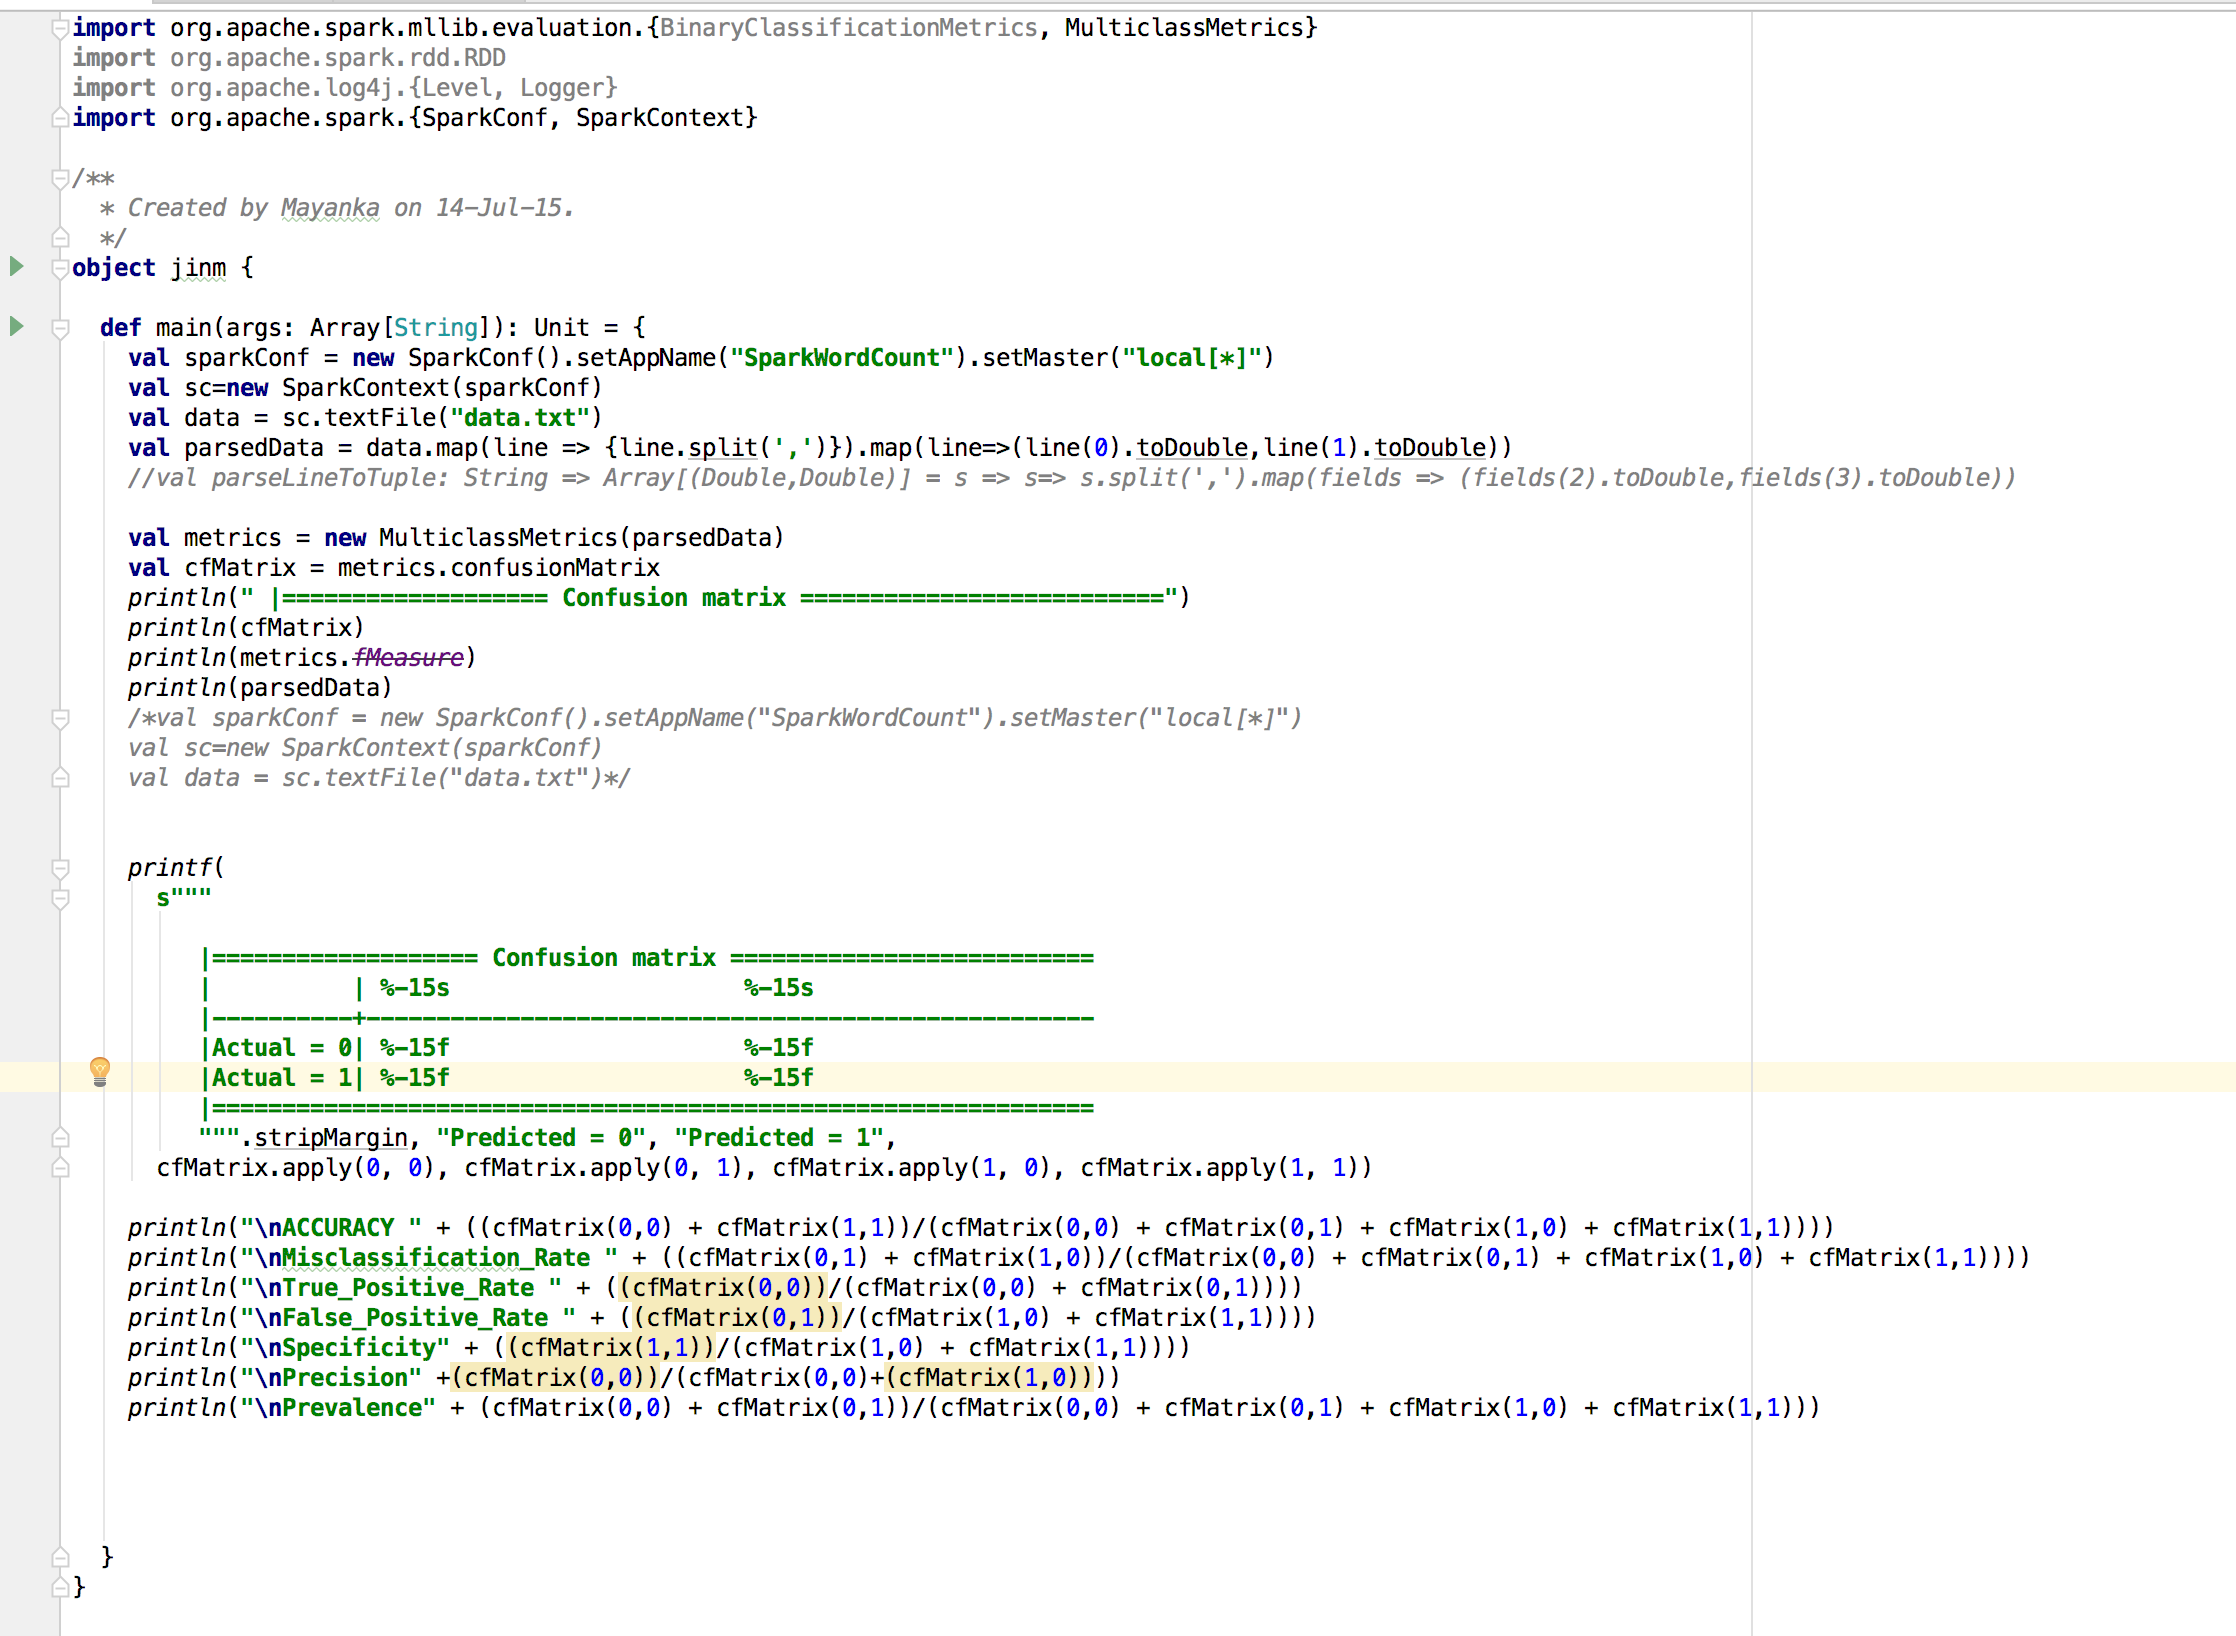 import org.apache.spark.mllib.evaluation.{BinaryClassificationMetrics, MulticlassMetrics}
import org.apache.spark.rdd.RDD
import org.apache.log4j.{Level, Logger}
import org.apache.spark.{SparkConf, SparkContext}

/**
  * Created by Mayanka on 14-Jul-15.
  */
object jinm {

  def main(args: Array[String]): Unit = {
    val sparkConf = new SparkConf().setAppName("SparkWordCount").setMaster("local[*]")
    val sc=new SparkContext(sparkConf)
    val data = sc.textFile("data.txt")
    val parsedData = data.map(line => {line.split(',')}).map(line=>(line(0).toDouble,line(1).toDouble))
    //val parseLineToTuple: String => Array[(Double,Double)] = s => s=> s.split(',').map(fields => (fields(2).toDouble,fields(3).toDouble))

    val metrics = new MulticlassMetrics(parsedData)
    val cfMatrix = metrics.confusionMatrix
    println(" |=================== Confusion matrix ==========================")
    println(cfMatrix)
    println(metrics.fMeasure)
    println(parsedData)
    /*val sparkConf = new SparkConf().setAppName("SparkWordCount").setMaster("local[*]")
    val sc=new SparkContext(sparkConf)
    val data = sc.textFile("data.txt")*/

    printf(
      s"""

         |=================== Confusion matrix ==========================
         |          | %-15s                     %-15s
         |----------+----------------------------------------------------
         |Actual = 0| %-15f                     %-15f
         |Actual = 1| %-15f                     %-15f
         |===============================================================
         """.stripMargin, "Predicted = 0", "Predicted = 1",
      cfMatrix.apply(0, 0), cfMatrix.apply(0, 1), cfMatrix.apply(1, 0), cfMatrix.apply(1, 1))

    println("\nACCURACY " + ((cfMatrix(0,0) + cfMatrix(1,1))/(cfMatrix(0,0) + cfMatrix(0,1) + cfMatrix(1,0) + cfMatrix(1,1))))
    println("\nMisclassification_Rate " + ((cfMatrix(0,1) + cfMatrix(1,0))/(cfMatrix(0,0) + cfMatrix(0,1) + cfMatrix(1,0) + cfMatrix(1,1))))
    println("\nTrue_Positive_Rate " + ((cfMatrix(0,0))/(cfMatrix(0,0) + cfMatrix(0,1))))
    println("\nFalse_Positive_Rate " + ((cfMatrix(0,1))/(cfMatrix(1,0) + cfMatrix(1,1))))
    println("\nSpecificity" + ((cfMatrix(1,1))/(cfMatrix(1,0) + cfMatrix(1,1))))
    println("\nPrecision" +(cfMatrix(0,0))/(cfMatrix(0,0)+(cfMatrix(1,0))))
    println("\nPrevalence" + (cfMatrix(0,0) + cfMatrix(0,1))/(cfMatrix(0,0) + cfMatrix(0,1) + cfMatrix(1,0) + cfMatrix(1,1)))

  }
}